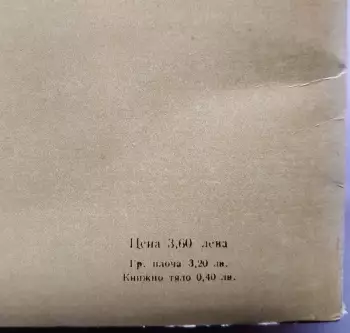 Цена 3,60 лева
Гр. плоча 3,20 лв.
Книжно тяло 0,40 лв.